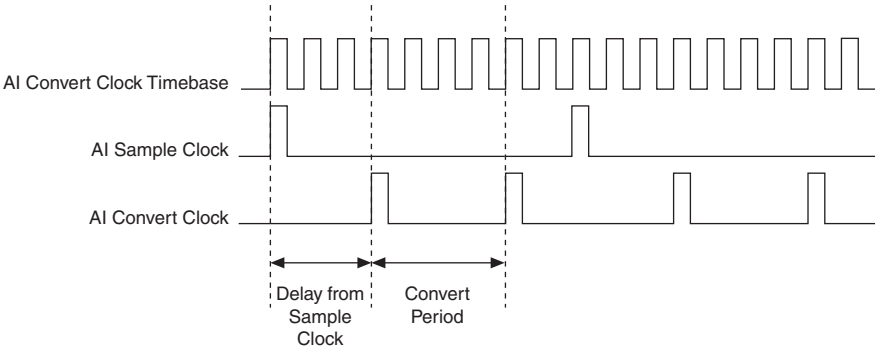 AI Convert Clock Timebase
AI Sample Clock
AI Convert Clock
Delay from
Sample
Clock
Convert
Period